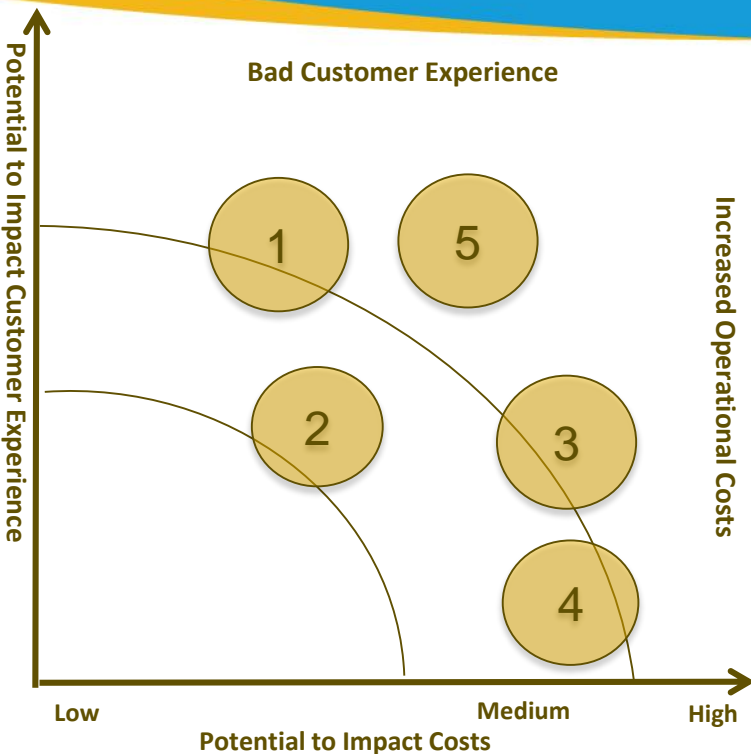 Bad Customer Experience
Potential to Impact Customer Experience
1
5
Increased Operational Costs
2
3
4
Low
Medium
High
Potential to Impact Costs